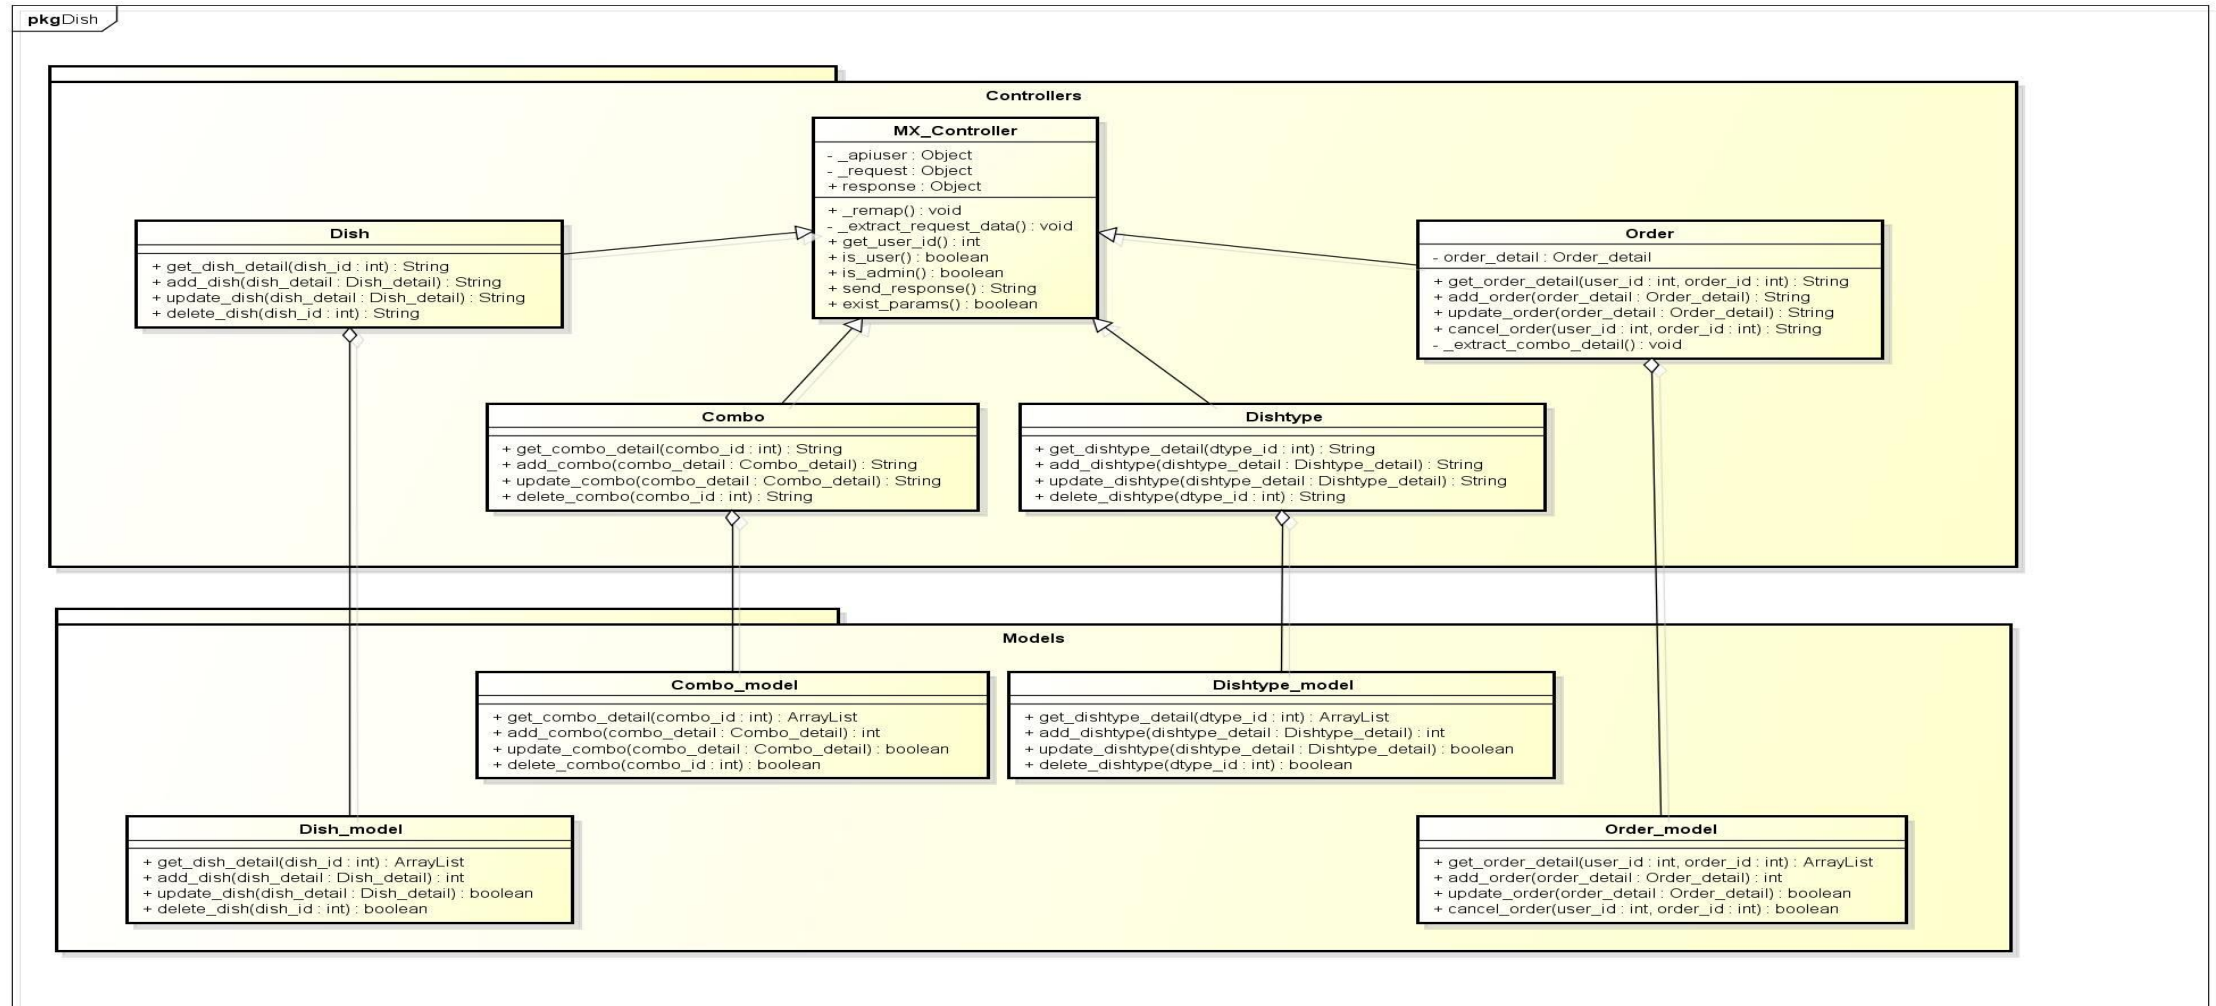 pkgDish
Controllers
MX_Controller
- _apiuser : Object
- _request : Object
+ response : Object
+ _remap() : void
- _extract_request_data() : void
+ get_user_id() : int
+ is_user() : boolean
+ is_admin() : boolean
+ send_response() : String
+ exist_params() : boolean
Dish
+ get_dish_detail(dish_id : int) : String
+ add_dish(dish_detail : Dish_detail) : String
+ update_dish(dish_detail : Dish_detail) : String
+ delete_dish(dish_id : int) : String
Order
- order_detail : Order_detail
+ get_order_detail(user_id : int, order_id : int) : String
+ add_order(order_detail : Order_detail) : String
+ update_order(order_detail : Order_detail) : String
+ cancel_order(user_id : int, order_id : int) : String
- _extract_combo_detail() : void
Combo
+ get_combo_detail(combo_id : int) : String
+ add_combo(combo_detail : Combo_detail) : String
+ update_combo(combo_detail : Combo_detail) : String
+ delete_combo(combo_id : int) : String
Dishtype
+ get_dishtype_detail(dtype_id : int) : String
+ add_dishtype(dishtype_detail : Dishtype_detail) : String
+ update_dishtype(dishtype_detail : Dishtype_detail) : String
+ delete_dishtype(dtype_id : int) : String
Models
Combo_model
+ get_combo_detail(combo_id : int) : ArrayList
+ add_combo(combo_detail : Combo_detail) : int
+ update_combo(combo_detail : Combo_detail) : boolean
+ delete_combo(combo_id : int) : boolean
Dishtype_model
+ get_dishtype_detail(dtype_id : int) : ArrayList
+ add_dishtype(dishtype_detail : Dishtype_detail) : int
+ update_dishtype(dishtype_detail : Dishtype_detail) : boolean
+ delete_dishtype(dtype_id : int) : boolean
Dish_model
+ get_dish_detail(dish_id : int) : ArrayList
+ add_dish(dish_detail : Dish_detail) : int
+ update_dish(dish_detail : Dish_detail) : boolean
+ delete_dish(dish_id : int) : boolean
Order_model
+ get_order_detail(user_id : int, order_id : int) : ArrayList
+ add_order(order_detail : Order_detail) : int
+ update_order(order_detail : Order_detail) : boolean
+ cancel_order(user_id : int, order_id : int) : boolean